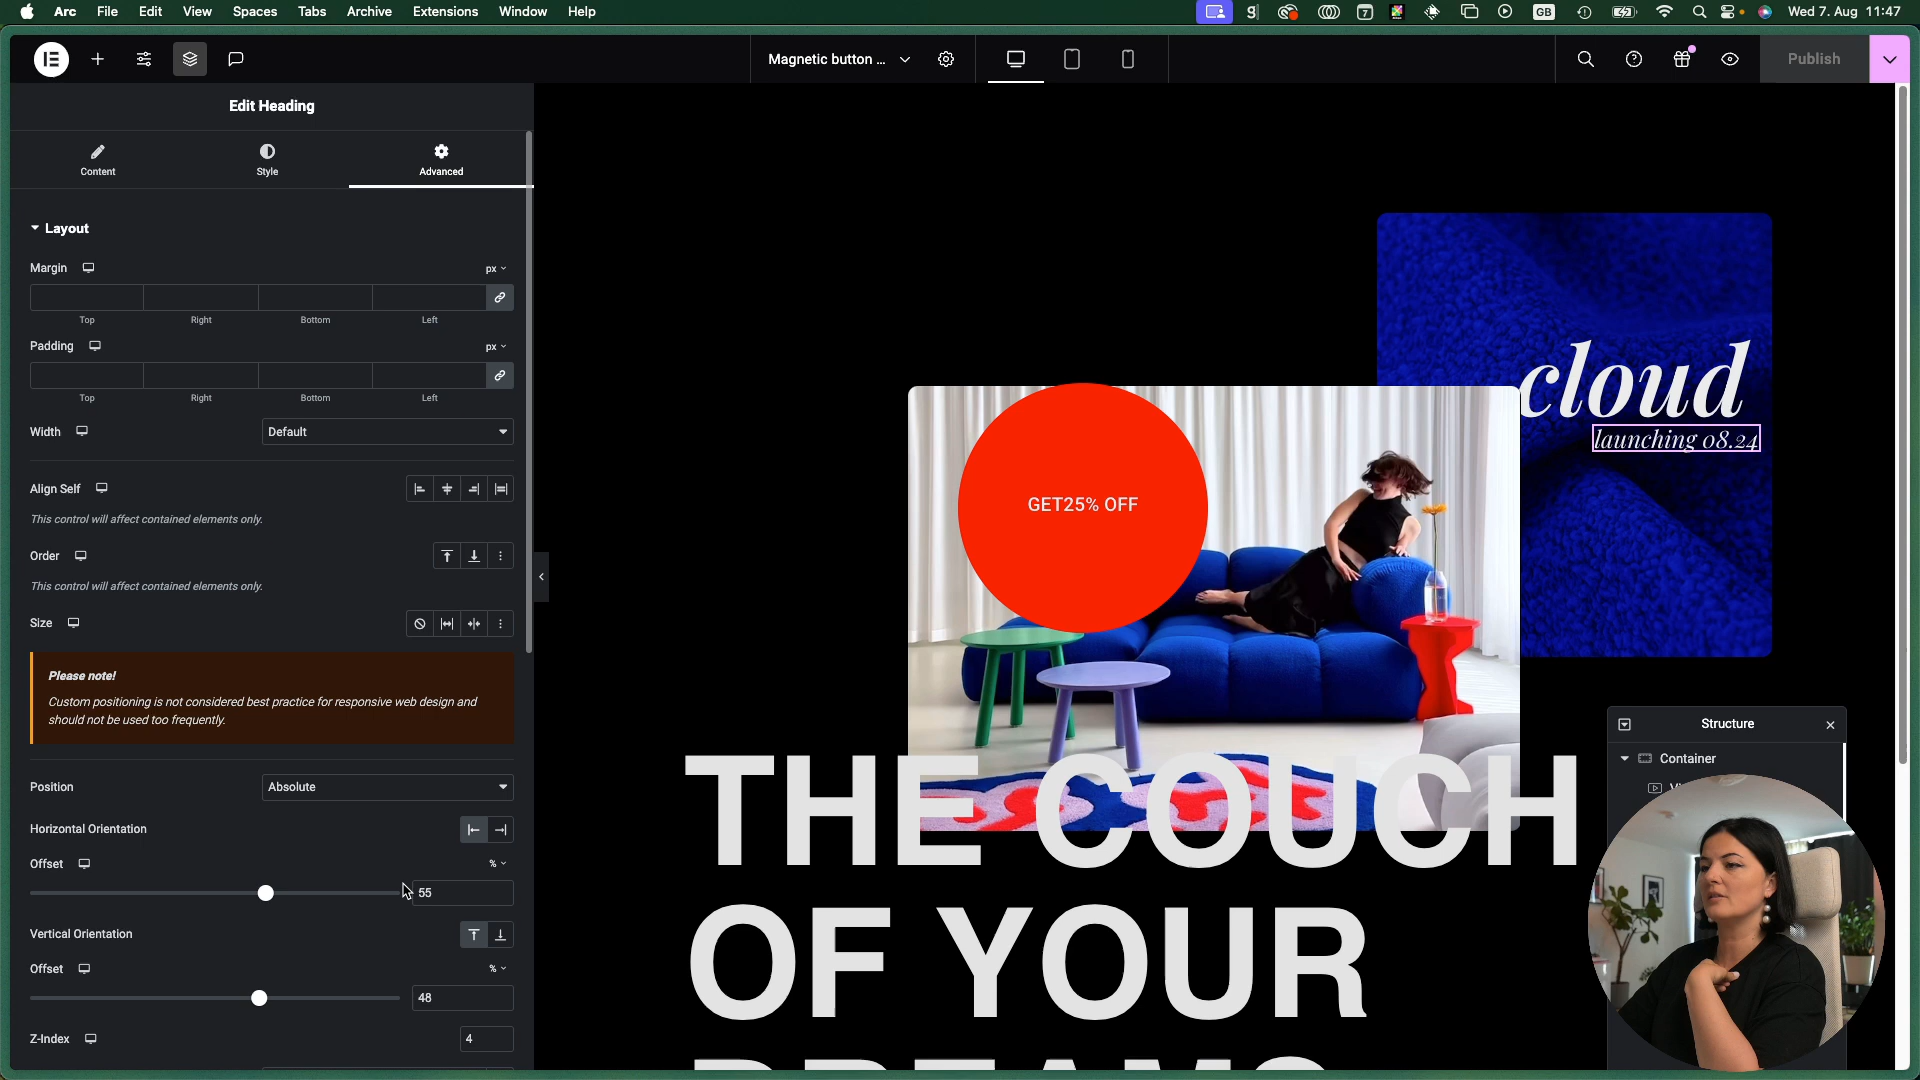 Arc File Edit View Spaces Tabs Archive Extensions Window Help
GB
Wed 7. Aug 11:47
Magnetic button ...
Publish
Edit Heading
Content
Style
Advanced
Layout
Margin
px
Top Right Bottom Left
Padding
px
Top Right Bottom Left
Width
Default
Align Self
This control will affect contained elements only.
Order
This control will affect contained elements only.
Size
Please note!
Custom positioning is not considered best practice for responsive web design and
should not be used too frequently.
Position
Absolute
Horizontal Orientation
Offset
%
55
Vertical Orientation
Offset
%
48
Z-Index
4
cloud
launching 08.24
GET25% OFF
THE COUCH
OF YOUR
DREAMS
Structure
Container